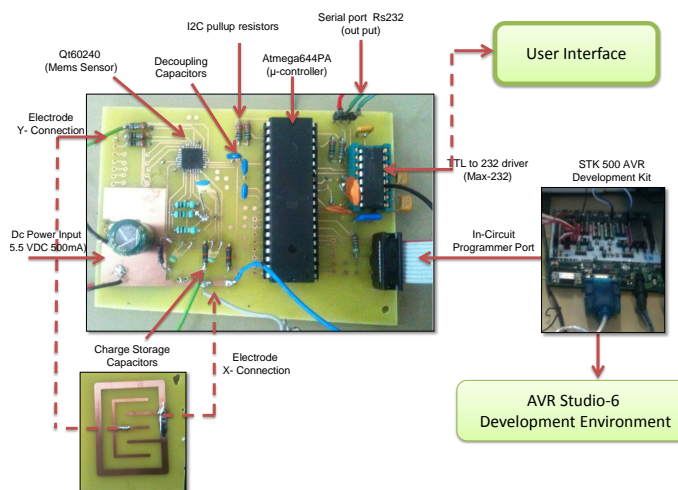 I2C pullup resistors
Serial port Rs232
(out put)
User Interface
Qt60240
(Mems Sensor)
Decoupling
Capacitors
Atmega644PA
(µ-controller)
Electrode
Y- Connection
TTL to 232 driver
(Max-232)
STK 500 AVR
Development Kit
Dc Power Input
5.5 VDC 500mA)
In-Circuit
Programmer Port
Charge Storage
Capacitors
Electrode
X- Connection
AVR Studio-6
Development Environment